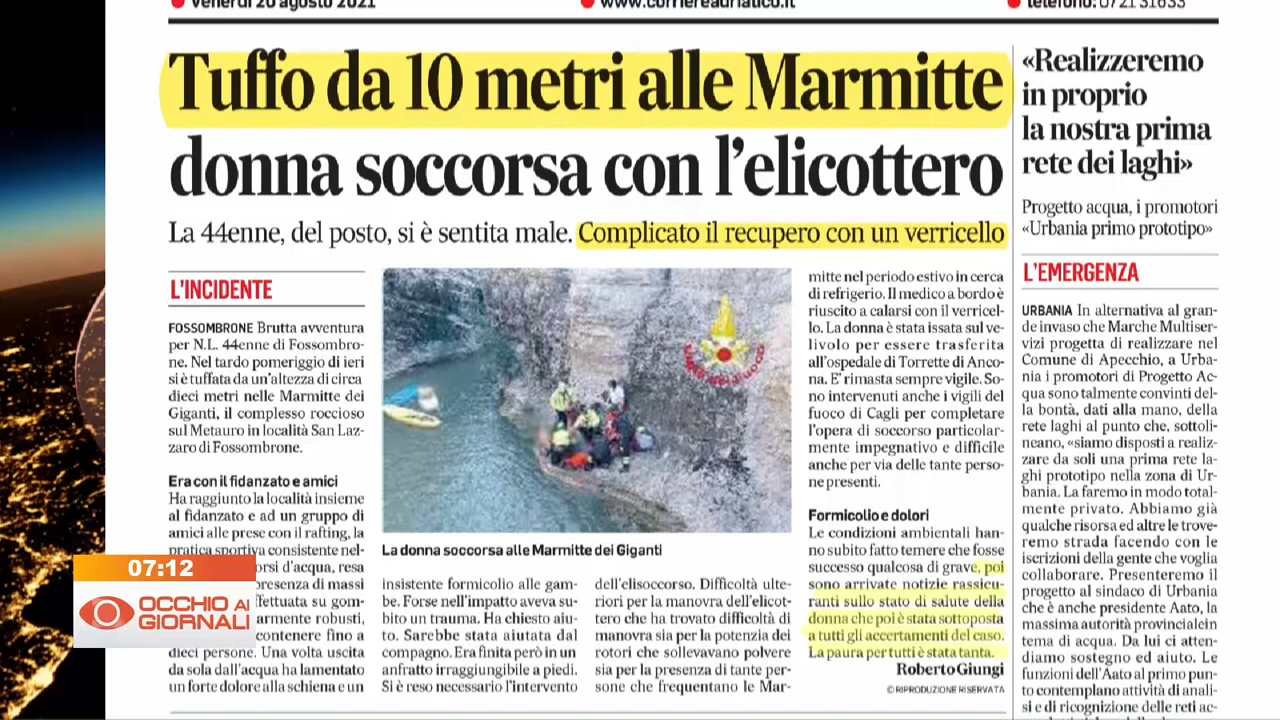 Venerdì 20 agosto 2021
www.corriereadriatico.it
telefono: 0721 31633
Tuffo da 10 metri alle Marmitte
donna soccorsa con l'elicottero
La 44enne, del posto, si è sentita male. Complicato il recupero con un verricello
L'INCIDENTE
FOSSOMBRONE Brutta avventura
per N.L. 44enne di Fossombro-
ne. Nel tardo pomeriggio di ieri
si è tuffata da un'altezza di circa
dieci metri nelle Marmitte dei
Giganti, il complesso roccioso
sul Metauro in località San Laz-
zaro di Fossombrone.
Era con il fidanzato e amici
Ha raggiunto la località insieme
al fidanzato e ad un gruppo di
amici alle prese con il rafting, la
pratica sportiva consistente nel-
orsi d'acqua, resa
presenza di massi
ffettuata su gom-
armente robusti,
contenere fino a
dieci persone. Una volta uscita
da sola dall'acqua ha lamentato
un forte dolore alla schiena e un
La donna soccorsa alle Marmitte dei Giganti
insistente formicolio alle gam-
be. Forse nell'impatto aveva su-
bito un trauma. Ha chiesto aiu-
to. Sarebbe stata aiutata dal
compagno. Era finita però in un
anfratto irraggiungibile a piedi.
Si è reso necessario l'intervento
dell'elisoccorso. Difficoltà ulte-
riori per la manovra dell'elicot-
tero che ha trovato difficoltà di
manovra sia per la potenzia dei
rotori che sollevavano polvere
sia per la presenza di tante per-
sone che frequentano le Mar-
mitte nel periodo estivo in cerca
di refrigerio. Il medico a bordo è
riuscito a calarsi con il verricel-
lo. La donna è stata issata sul ve-
livolo per essere trasferita
all'ospedale di Torrette di Anco-
na. E' rimasta sempre vigile. So-
no intervenuti anche i vigili del
fuoco di Cagli per completare
l'opera di soccorso particolar-
mente impegnativo e difficile
anche per via delle tante perso-
ne presenti.
Formicolio e dolori
Le condizioni ambientali han-
no subito fatto temere che fosse
successo qualcosa di grave, poi
sono arrivate notizie rassicu-
ranti sullo stato di salute della
donna che poi è stata sottoposta
a tutti gli accertamenti del caso.
La paura per tutti è stata tanta.
Roberto Giungi
© RIPRODUZIONE RISERVATA
«Realizzeremo
in proprio
la nostra prima
rete dei laghi»
Progetto acqua, i promotori
«Urbania primo prototipo»
L'EMERGENZA
URBANIA In alternativa al gran-
de invaso che Marche Multiser-
vizi progetta di realizzare nel
Comune di Apecchio, a Urba-
nia i promotori di Progetto Ac-
qua sono talmente convinti del-
la bontà, dati alla mano, della
rete laghi al punto che, sottoli-
neano, «siamo disposti a realiz-
zare da soli una prima rete la-
ghi prototipo nella zona di Ur-
bania. La faremo in modo total-
mente privato. Abbiamo già
qualche risorsa ed altre le trove-
remo strada facendo con le
iscrizioni della gente che voglia
collaborare. Presenteremo il
progetto al sindaco di Urbania
che è anche presidente Aato, la
massima autorità provincialein
tema di acqua. Da lui ci atten-
diamo sostegno ed aiuto. Le
funzioni dell'Aato al primo pun-
to contemplano attività di anali-
si e di ricognizione delle reti ac-
07:12
OCCHIO AI
GIORNALI